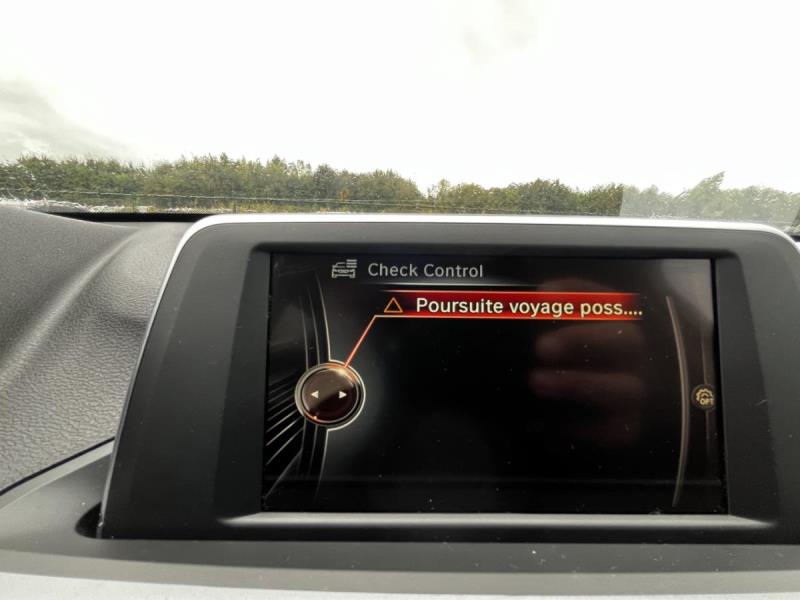 Check Control
Poursuite voyage poss....
OPT